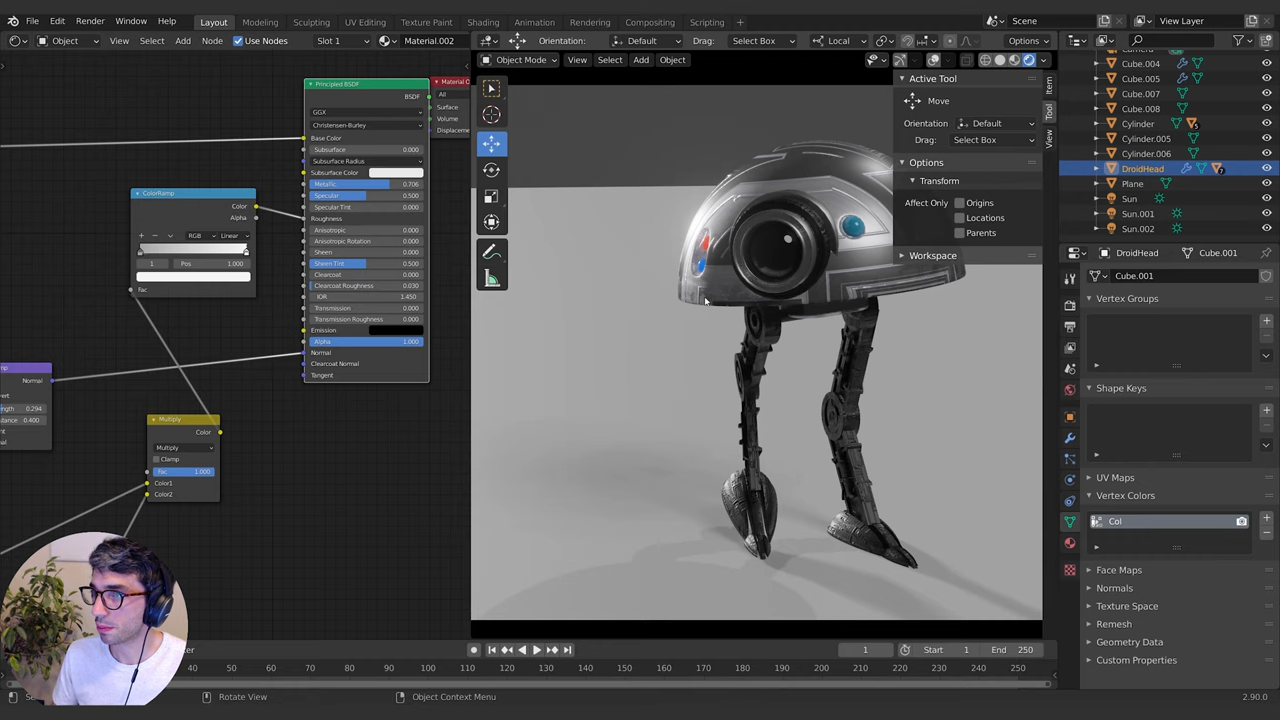 File Edit Render Window Help Layout Modeling Sculpting UV Editing Texture Paint Shading Animation Rendering Compositing Scripting + Scene View Layer
Object View Select Add Node Use Nodes Slot 1 Material.002
Orientation: Default Drag: Select Box Local Options
Object Mode View Select Add Object
Principled BSDF
BSDF
GGX
Christensen-Burley
Base Color
Subsurface 0.000
Subsurface Radius
Subsurface Color
Metallic 0.706
Specular 0.500
Specular Tint 0.000
Roughness
Anisotropic 0.000
Anisotropic Rotation 0.000
Sheen 0.000
Sheen Tint 0.500
Clearcoat 0.000
Clearcoat Roughness 0.030
IOR 1.450
Transmission 0.000
Transmission Roughness 0.000
Emission
Alpha 1.000
Normal
Clearcoat Normal
Tangent
All
Surface
Volume
ColorRamp
Color
Alpha
RGB Linear
1 Pos 1.000
Fac
Normal
0.294
0.400
Multiply
Color
Multiply
Clamp
Fac 1.000
Color1
Color2
Active Tool
Move
Orientation Default
Drag: Select Box
Options
Transform
Affect Only Origins
Locations
Parents
Workspace
Item
Tool
View
Cube.004
Cube.005
Cube.007
Cube.008
Cylinder 5
Cylinder.005
Cylinder.006
DroidHead 7
Plane
Sun
Sun.001
Sun.002
DroidHead Cube.001
Cube.001
Vertex Groups
Shape Keys
UV Maps
Vertex Colors
Col
Face Maps
Normals
Texture Space
Remesh
Geometry Data
Custom Properties
1 Start 1 End 250
40 50 60 70 80 90 100 110 120 130 140 150 160 170 180 190 200 210 220 230 240 250
Rotate View Object Context Menu 2.90.0